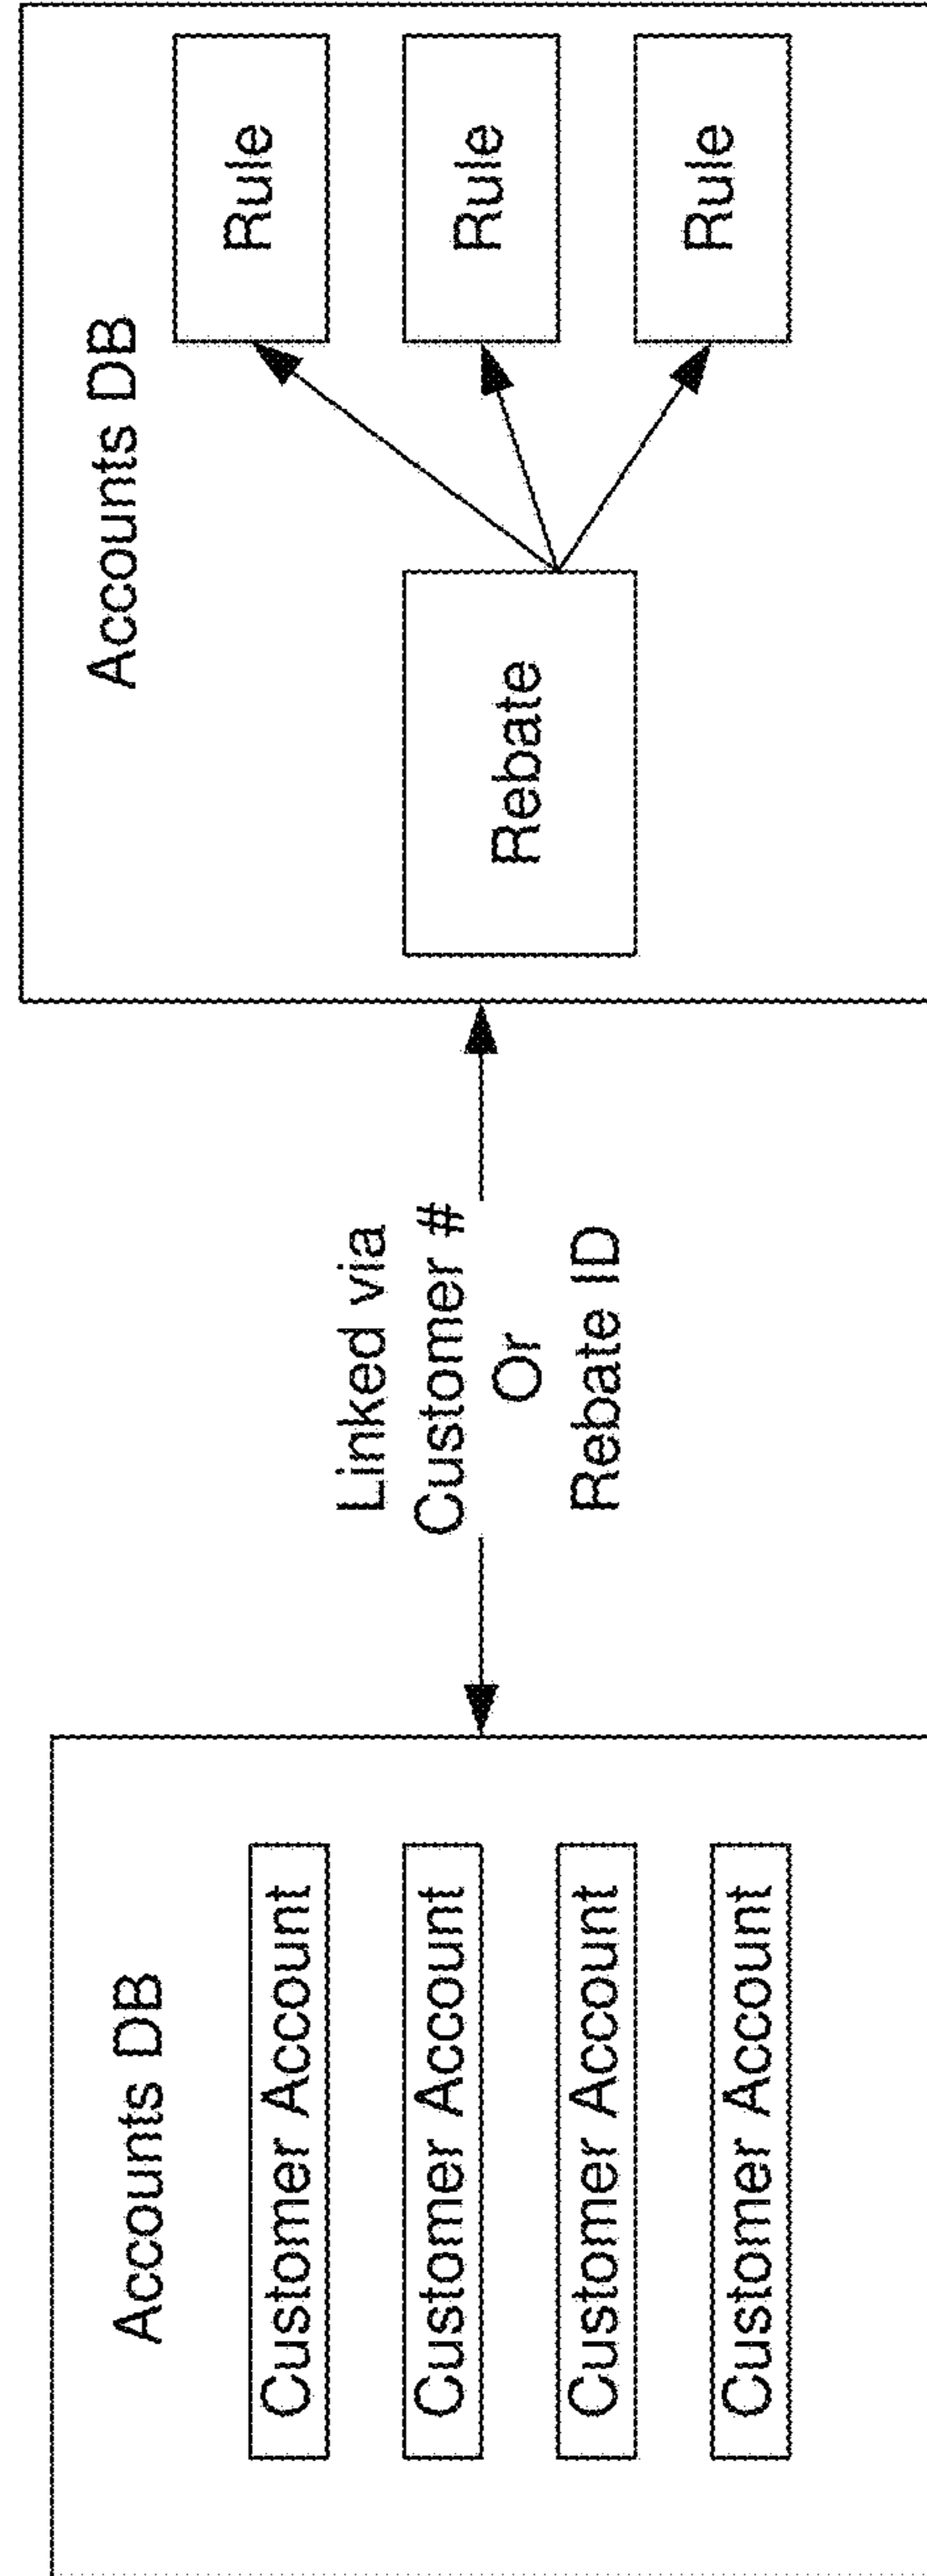 Accounts DB
Customer Account
Customer Account
Customer Account
Customer Account
Linked via
Customer #
Or
Rebate ID
Accounts DB
Rebate
Rule
Rule
Rule